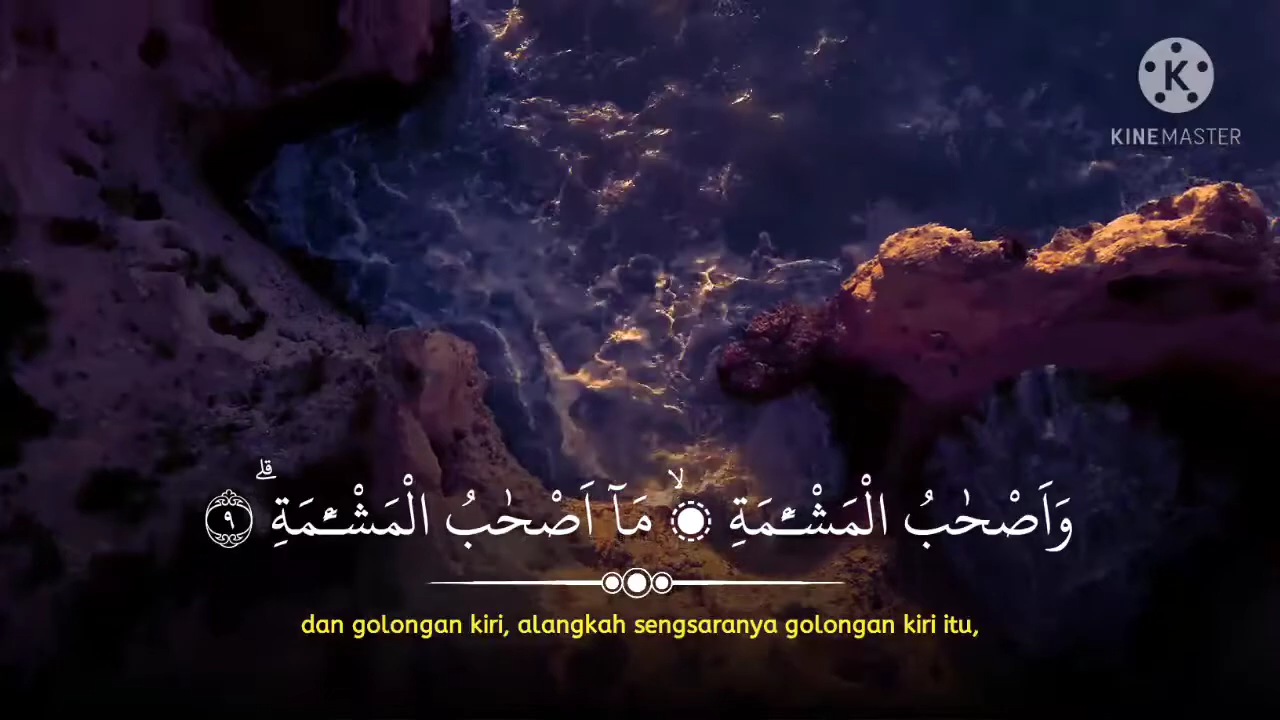 KINEMASTER
وَاَصْحٰبُ الْمَشْـَٔمَةِ ۙ مَآ اَصْحٰبُ الْمَشْـَٔمَةِ ۗ ٩
dan golongan kiri, alangkah sengsaranya golongan kiri itu,